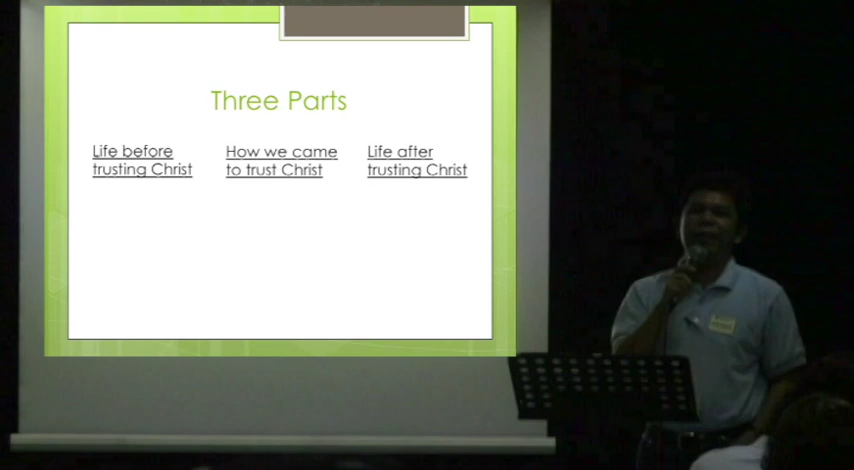 Three Parts
Life before
trusting Christ
How we came
to trust Christ
Life after
trusting Christ